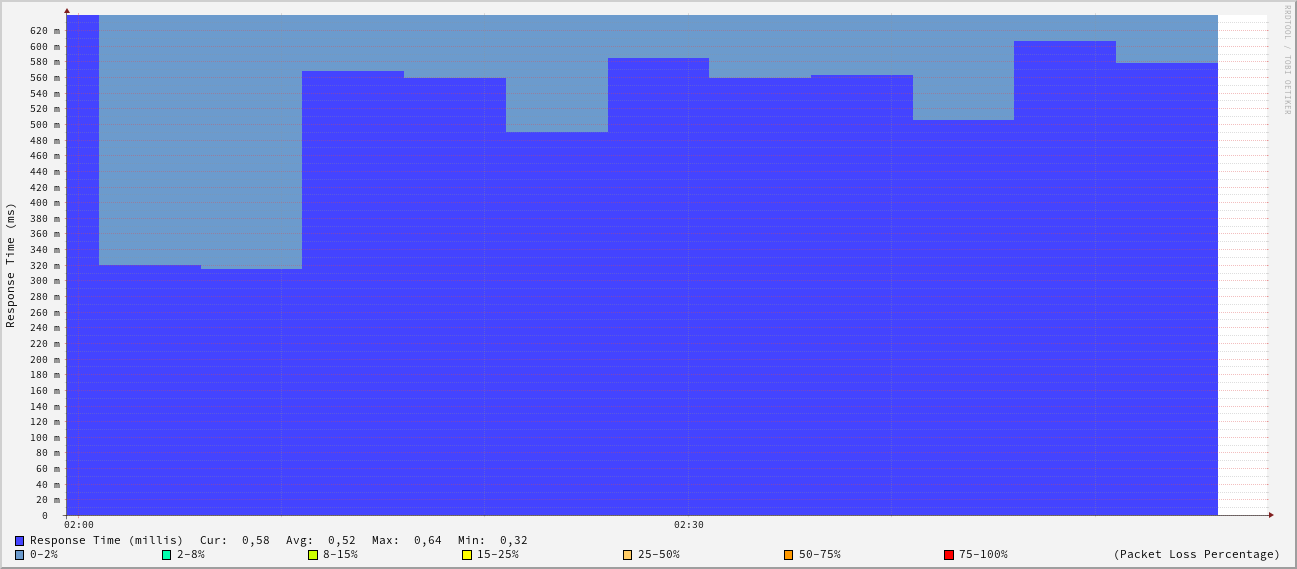 RRDTOOL / TOBI OETIKER
Response Time (ms)
620 m
600 m
580 m
560 m
540 m
520 m
500 m
480 m
460 m
440 m
420 m
400 m
380 m
360 m
340 m
320 m
300 m
280 m
260 m
240 m
220 m
200 m
180 m
160 m
140 m
120 m
100 m
80 m
60 m
40 m
20 m
0
02:00 02:30
Response Time (millis) Cur: 0,58 Avg: 0,52 Max: 0,64 Min: 0,32
0-2% 2-8% 8-15% 15-25% 25-50% 50-75% 75-100% (Packet Loss Percentage)